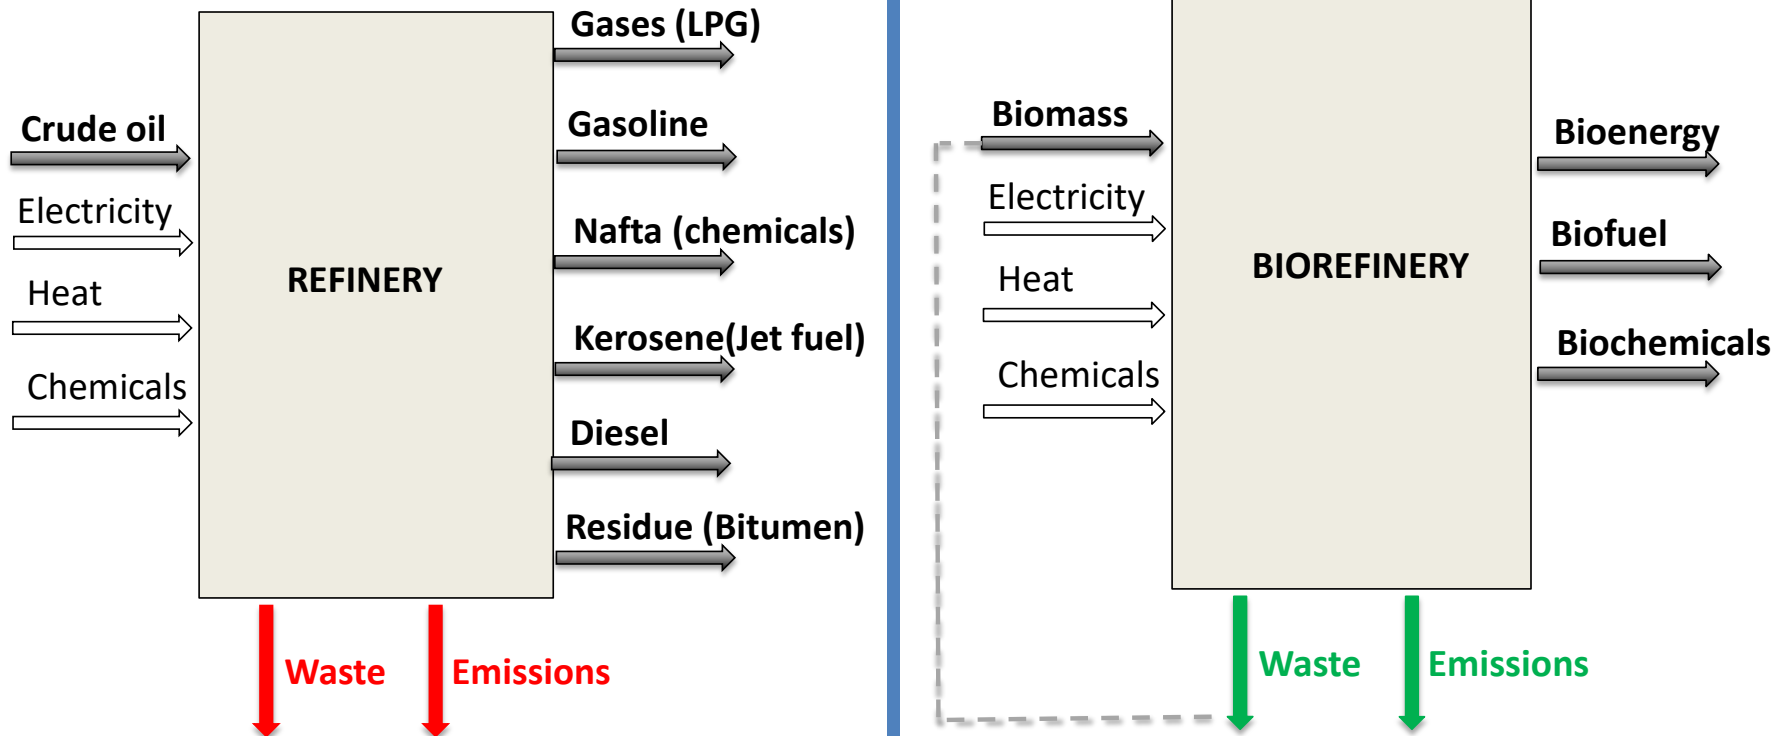 Gases (LPG)
Crude oil
Gasoline
Electricity
Nafta (chemicals)
REFINERY
Heat
Kerosene(Jet fuel)
Chemicals
Diesel
Residue (Bitumen)
Waste
Emissions
Biomass
Bioenergy
Electricity
Biofuel
BIOREFINERY
Heat
Biochemicals
Chemicals
Waste
Emissions